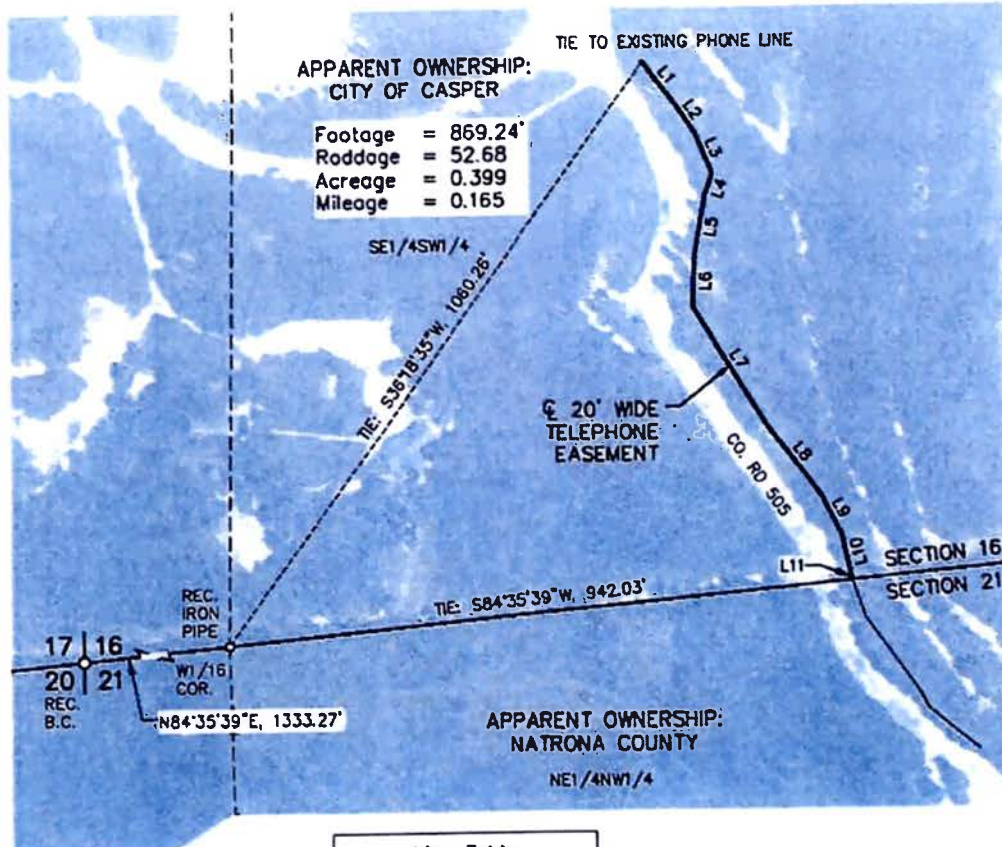 TIE TO EXISTING PHONE LINE
APPARENT OWNERSHIP:
CITY OF CASPER
Footage = 869.24'
Roddage = 52.68
Acreage = 0.399
Mileage = 0.165
SE1/4SW1/4
L1
L2
L3
L4
L5
L6
L7
L8
L9
L10
L11
TIE: S36°18'35"W, 1060.26'
℄ 20' WIDE
TELEPHONE
EASEMENT
CO. RD 505
SECTION 16
SECTION 21
TIE: S84°35'39"W, 942.03'
REC.
IRON
PIPE
17 16
20 21
REC.
B.C.
W1/16
COR.
N84°35'39"E, 1333.27'
APPARENT OWNERSHIP:
NATRONA COUNTY
NE1/4NW1/4